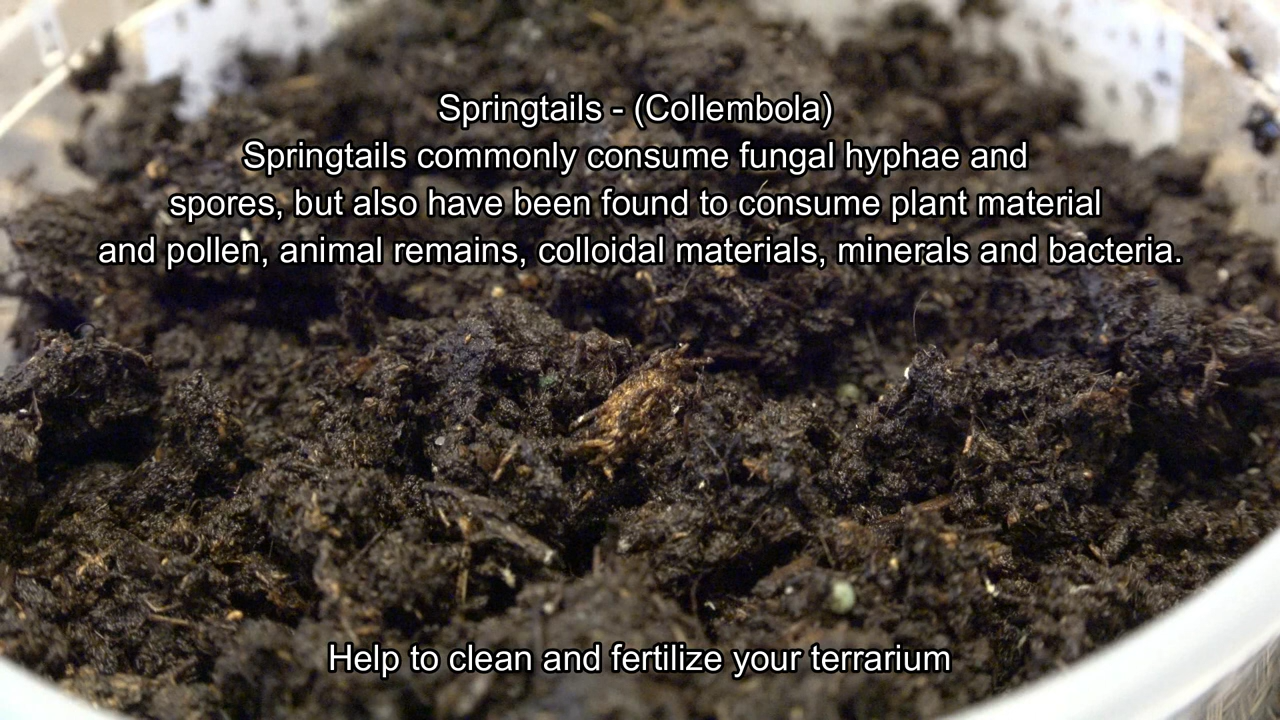 Springtails - (Collembola)
Springtails commonly consume fungal hyphae and
spores, but also have been found to consume plant material
and pollen, animal remains, colloidal materials, minerals and bacteria.
Help to clean and fertilize your terrarium